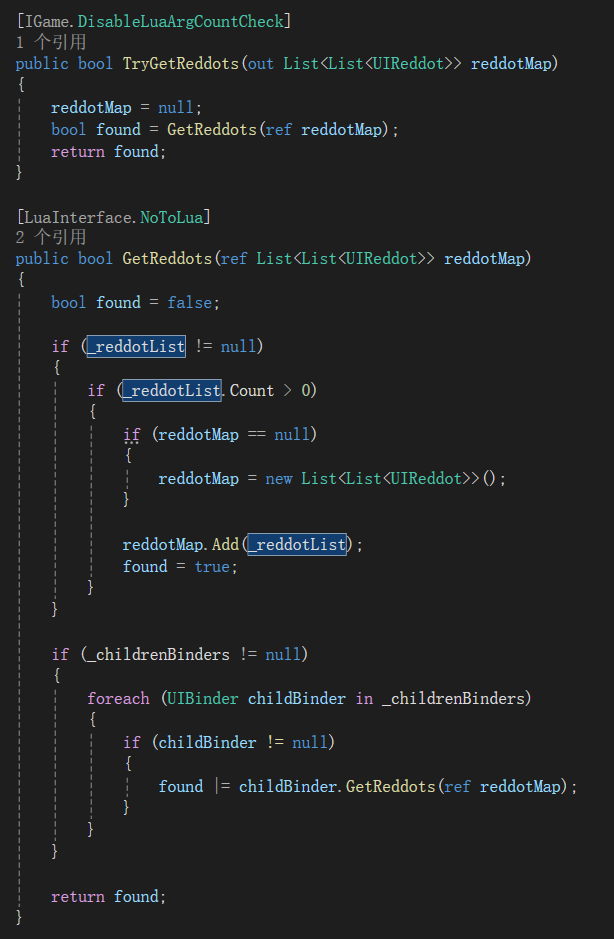 [IGame.DisableLuaArgCountCheck]
1 个引用
public bool TryGetReddots(out List<List<UIReddot>> reddotMap)
{
    reddotMap = null;
    bool found = GetReddots(ref reddotMap);
    return found;
}

[LuaInterface.NoToLua]
2 个引用
public bool GetReddots(ref List<List<UIReddot>> reddotMap)
{
    bool found = false;

    if (_reddotList != null)
    {
        if (_reddotList.Count > 0)
        {
            if (reddotMap == null)
            {
                reddotMap = new List<List<UIReddot>>();
            }

            reddotMap.Add(_reddotList);
            found = true;
        }
    }

    if (_childrenBinders != null)
    {
        foreach (UIBinder childBinder in _childrenBinders)
        {
            if (childBinder != null)
            {
                found |= childBinder.GetReddots(ref reddotMap);
            }
        }
    }

    return found;
}